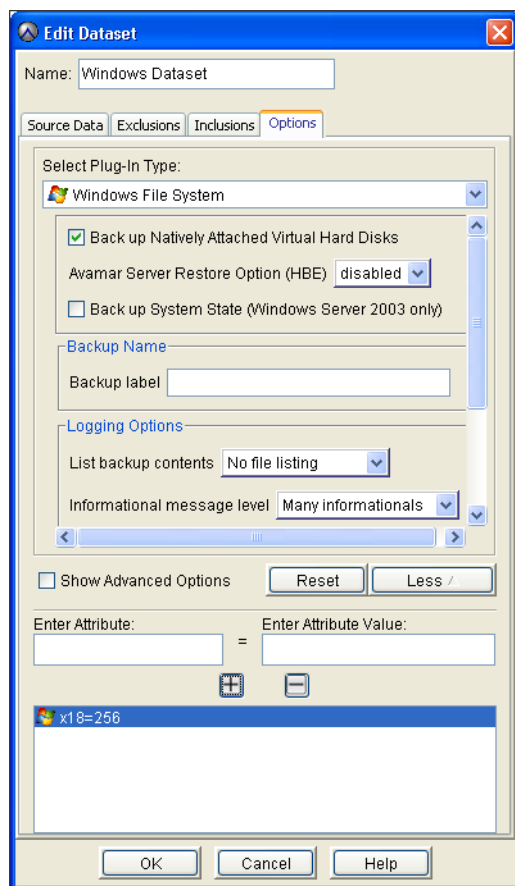 Edit Dataset
Name: Windows Dataset
Source Data Exclusions Inclusions Options
Select Plug-In Type:
Windows File System
Back up Natively Attached Virtual Hard Disks
Avamar Server Restore Option (HBE) disabled
Back up System State (Windows Server 2003 only)
Backup Name
Backup label
Logging Options
List backup contents No file listing
Informational message level Many informationals
Show Advanced Options Reset Less
Enter Attribute: Enter Attribute Value:
=
x18=256
OK Cancel Help